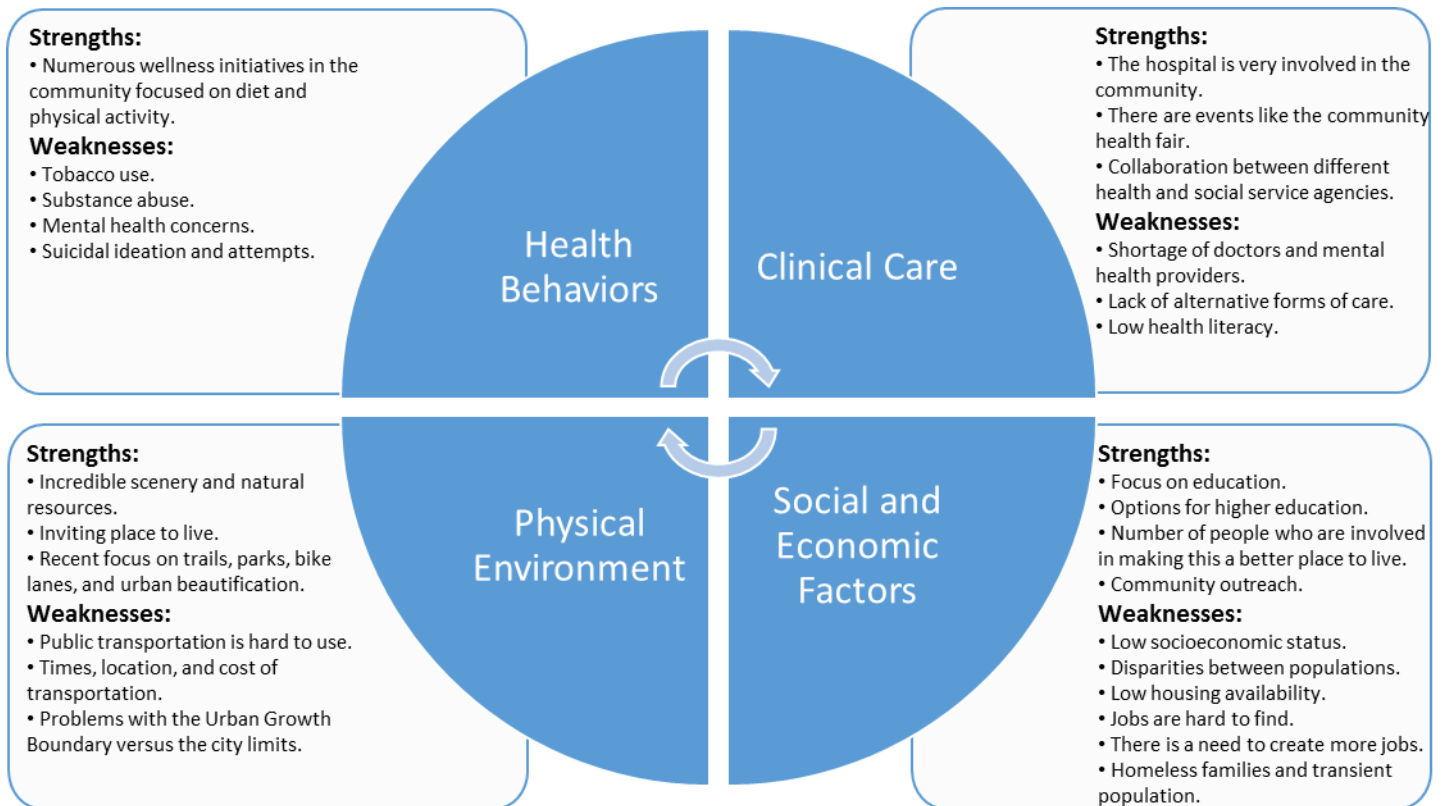 Strengths:
• Numerous wellness initiatives in the
community focused on diet and
physical activity.
Weaknesses:
• Tobacco use.
• Substance abuse.
• Mental health concerns.
• Suicidal ideation and attempts.
Health
Behaviors
Clinical Care
Strengths:
• The hospital is very involved in the
community.
• There are events like the community
health fair.
• Collaboration between different
health and social service agencies.
Weaknesses:
• Shortage of doctors and mental
health providers.
• Lack of alternative forms of care.
• Low health literacy.
Strengths:
• Incredible scenery and natural
resources.
• Inviting place to live.
• Recent focus on trails, parks, bike
lanes, and urban beautification.
Weaknesses:
• Public transportation is hard to use.
• Times, location, and cost of
transportation.
• Problems with the Urban Growth
Boundary versus the city limits.
Physical
Environment
Social and
Economic
Factors
Strengths:
• Focus on education.
• Options for higher education.
• Number of people who are involved
in making this a better place to live.
• Community outreach.
Weaknesses:
• Low socioeconomic status.
• Disparities between populations.
• Low housing availability.
• Jobs are hard to find.
• There is a need to create more jobs.
• Homeless families and transient
population.